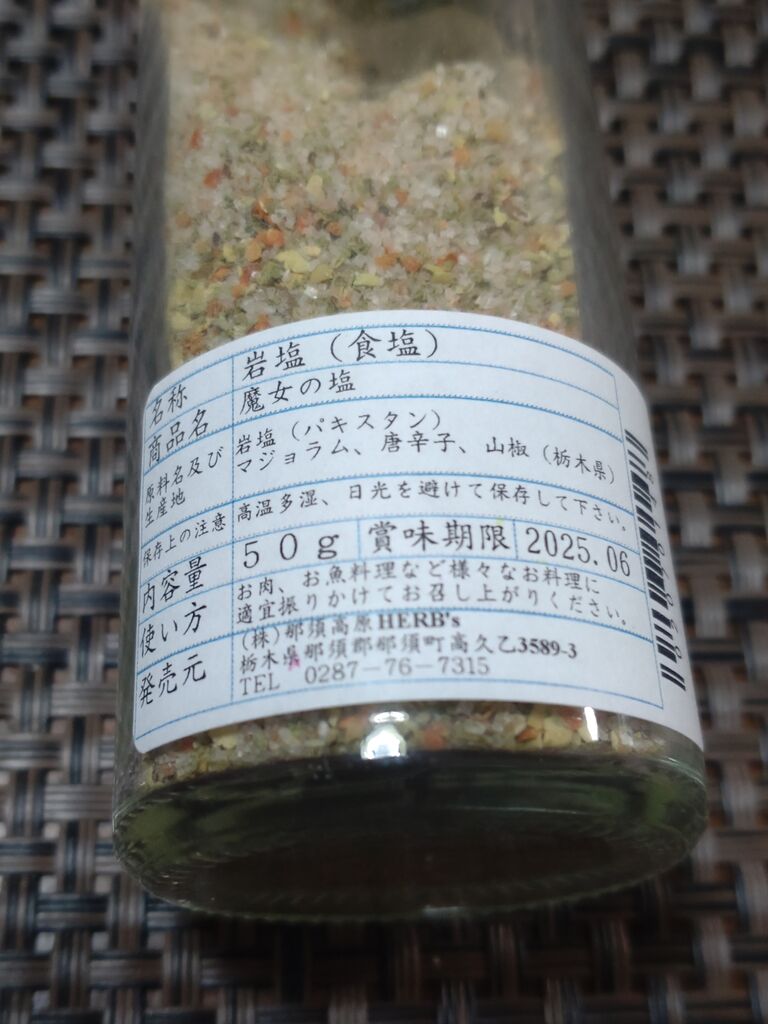 名称 岩塩（食塩）
商品名 魔女の塩
原料名及び生産地 岩塩（パキスタン）
マジョラム、唐辛子、山椒（栃木県）
保存上の注意 高温多湿、日光を避けて保存して下さい。
内容量 50g 賞味期限 2025.06
使い方 お肉、お魚料理など様々なお料理に
適宜振りかけてお召し上がりください。
発売元 (株)那須高原HERB's
栃木県那須郡那須町高久乙3589-3
TEL 0287-76-7315